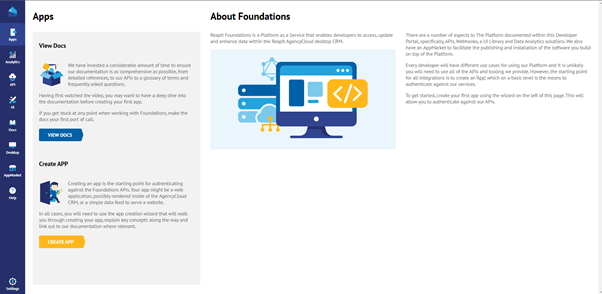 Apps
Analytics
API
UI
Docs
Desktop
AppMarket
Help
Settings
Apps
View Docs
We have invested a considerable amount of time to ensure
our documentation is as comprehensive as possible, from
detailed references, to our APIs to a glossary of terms and
frequently asked questions.
Having first watched the video, you may want to have a deep dive into
the documentation before creating your first app.
If you get stuck at any point when working with Foundations, make the
docs your first port of call.
VIEW DOCS
Create APP
Creating an app is the starting point for authenticating
against the Foundations APIs. Your app might be a web
application, possibly rendered inside of the AgencyCloud
CRM, or a simple data feed to serve a website.
In all cases, you will need to use the app creation wizard that will walk
you through creating your app, explain key concepts along the way and
link out to our documentation where relevant.
CREATE APP
About Foundations
Reapit Foundations is a Platform as a Service that enables developers to access, update
and enhance data within the Reapit AgencyCloud desktop CRM.
</>
There are a number of aspects to The Platform documented within this Developer
Portal, specifically, APIs, Webhooks, a UI Library and Data Analytics solutions. We also
have an AppMarket to facilitate the publishing and installation of the software you build
on top of the Platform.
Every developer will have different use cases for using our Platform and it is unlikely
you will need to use all of the APIs and tooling we provide. However, the starting point
for all integrations is to create an 'App', which on a basic level is the means to
authenticate against our services.
To get started, create your first app using the wizard on the left of this page. This will
allow you to authenticate against our APIs.